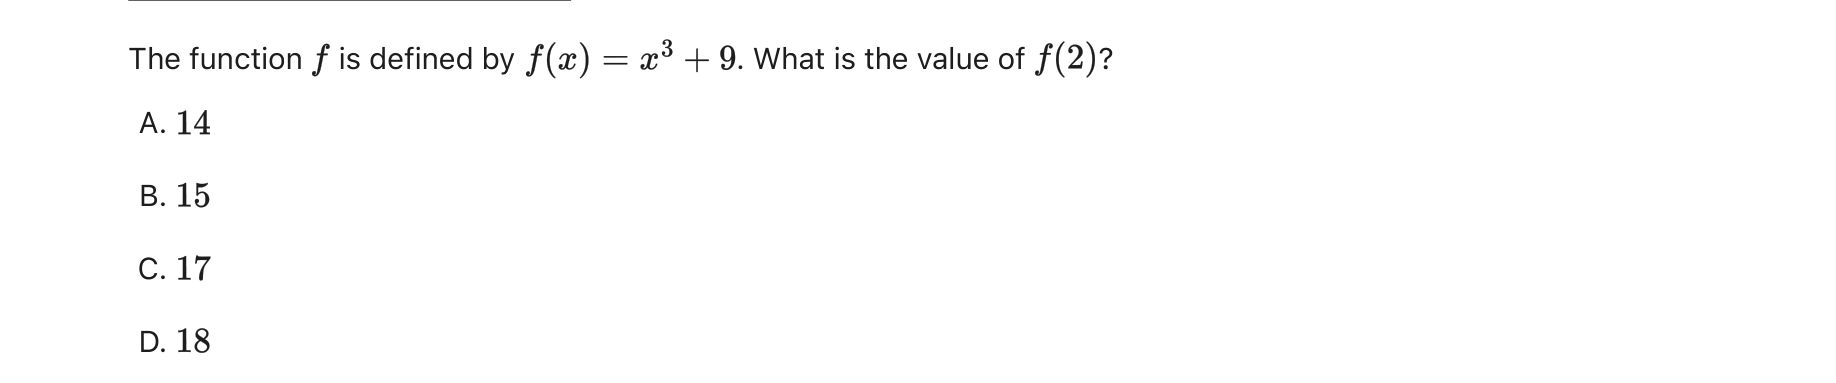 The function f is defined by f(x) = x³ + 9. What is the value of f(2)?
A. 14
B. 15
C. 17
D. 18